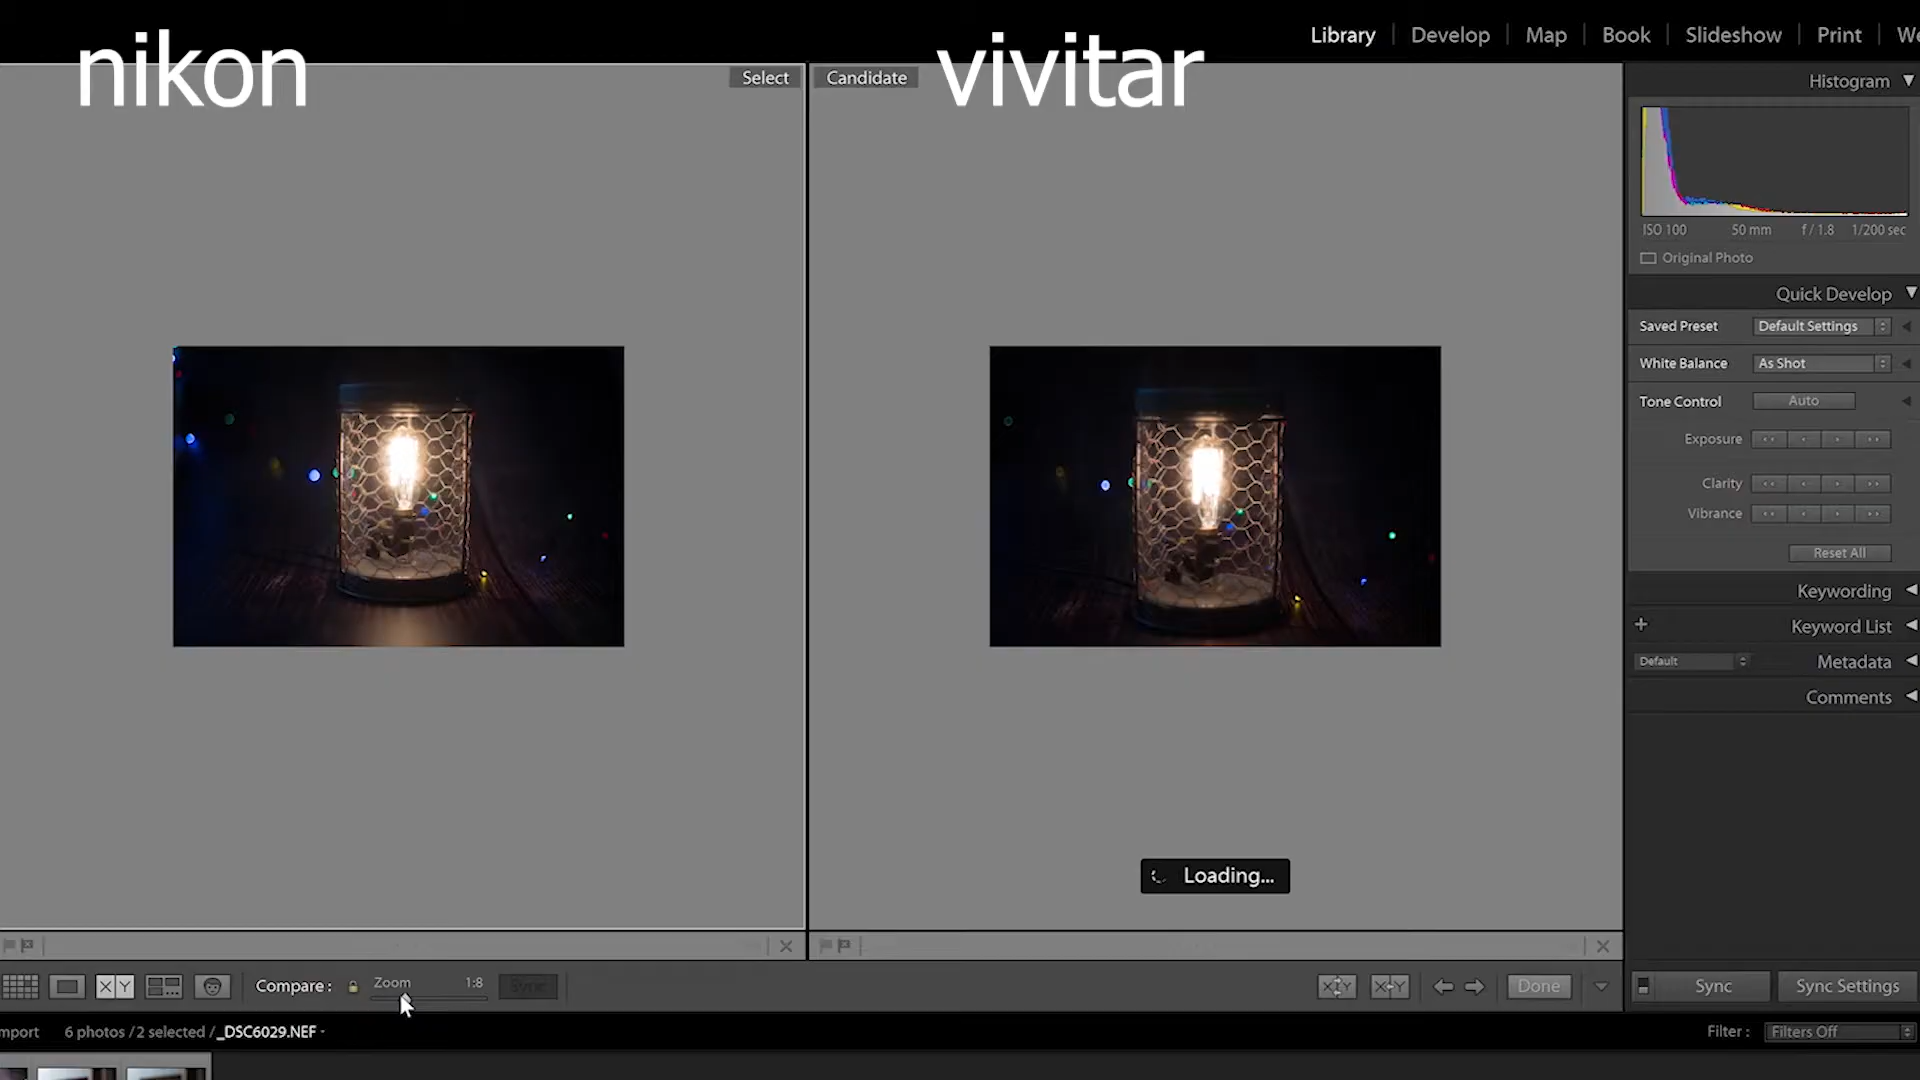 nikon
vivitar
Library
Develop
Map
Book
Slideshow
Print
Select
Candidate
Histogram
ISO 100
50 mm
f / 1.8
1/200 sec
Original Photo
Quick Develop
Saved Preset
Default Settings
White Balance
As Shot
Tone Control
Auto
Exposure
Clarity
Vibrance
Reset All
Keywording
Keyword List
Default
Metadata
Comments
Loading...
XY
Compare :
Zoom
1:8
Sync
Done
Sync
Sync Settings
6 photos / 2 selected / _DSC6029.NEF
Filter :
Filters Off